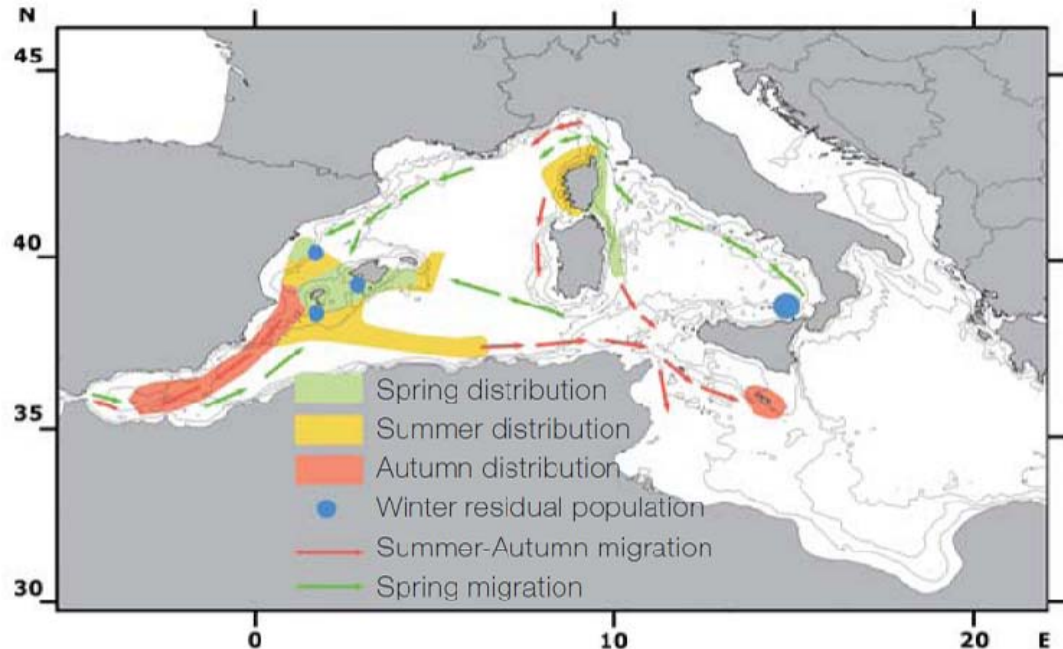 N
45
40
35
30
Spring distribution
Summer distribution
Autumn distribution
Winter residual population
Summer-Autumn migration
Spring migration
0 10 20 E